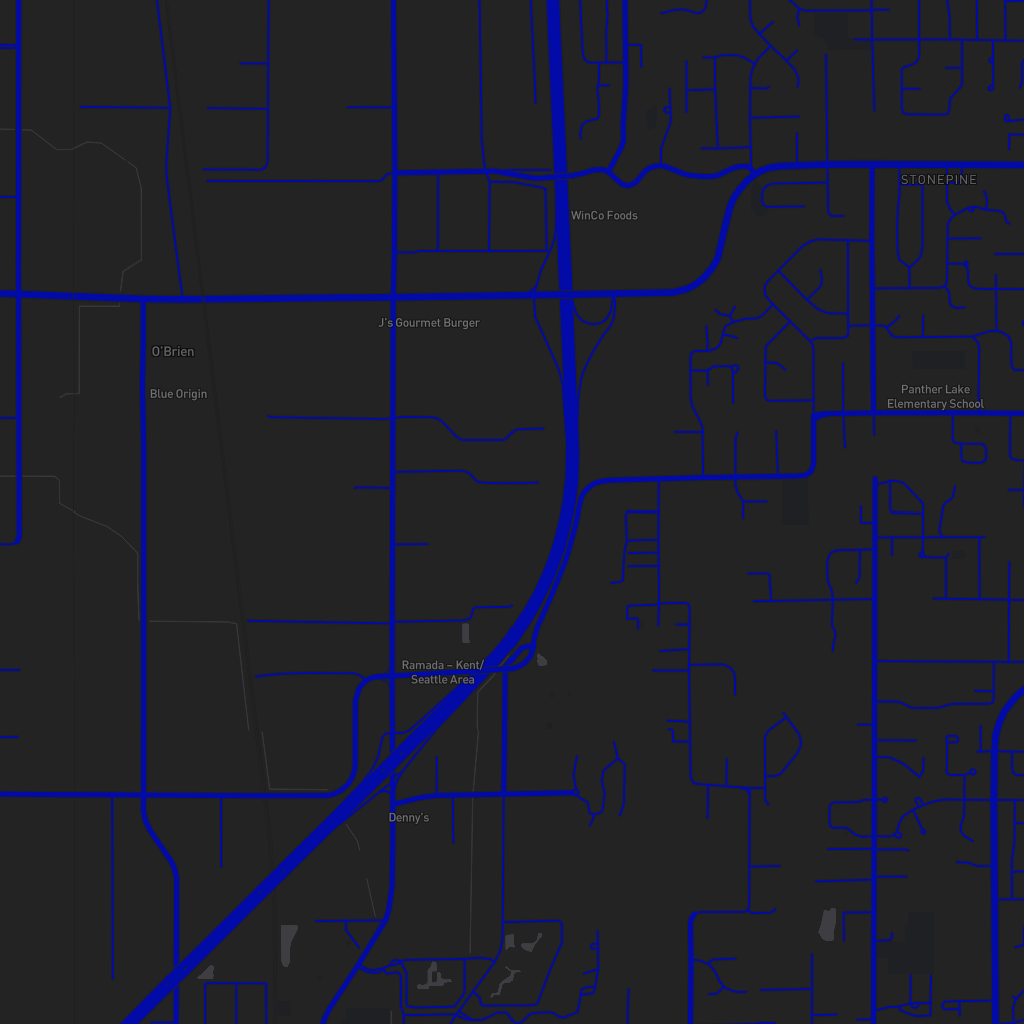 STONEPINE
WinCo Foods
J's Gourmet Burger
O'Brien
Blue Origin
Panther Lake
Elementary School
Ramada – Kent/
Seattle Area
Denny's